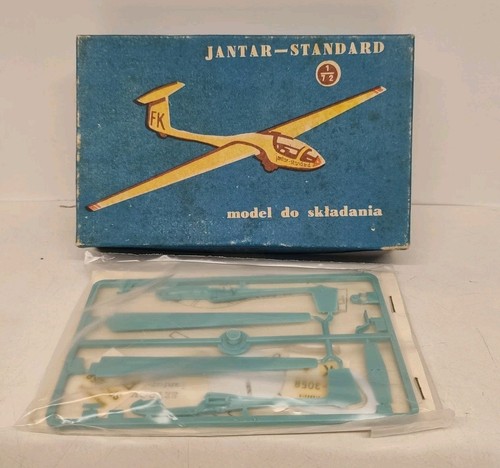 JANTAR—STANDARD
1
72
FK
model do składania